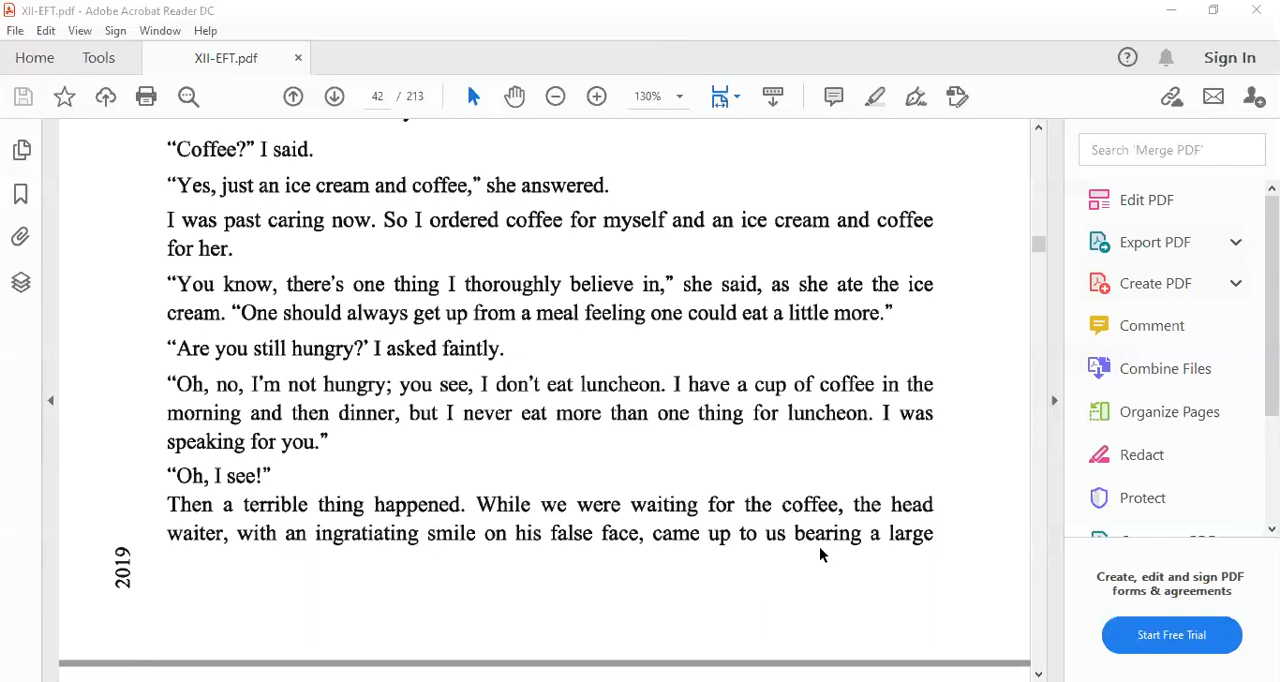 XII-EFT.pdf - Adobe Acrobat Reader DC
File Edit View Sign Window Help
Home Tools XII-EFT.pdf × Sign In
42 / 213 130%
“Coffee?” I said.
“Yes, just an ice cream and coffee,” she answered.
I was past caring now. So I ordered coffee for myself and an ice cream and coffee
for her.
“You know, there’s one thing I thoroughly believe in,” she said, as she ate the ice
cream. “One should always get up from a meal feeling one could eat a little more.”
“Are you still hungry?’ I asked faintly.
“Oh, no, I’m not hungry; you see, I don’t eat luncheon. I have a cup of coffee in the
morning and then dinner, but I never eat more than one thing for luncheon. I was
speaking for you.”
“Oh, I see!”
Then a terrible thing happened. While we were waiting for the coffee, the head
waiter, with an ingratiating smile on his false face, came up to us bearing a large
2019
Search 'Merge PDF'
Edit PDF
Export PDF
Create PDF
Comment
Combine Files
Organize Pages
Redact
Protect
Create, edit and sign PDF
forms & agreements
Start Free Trial